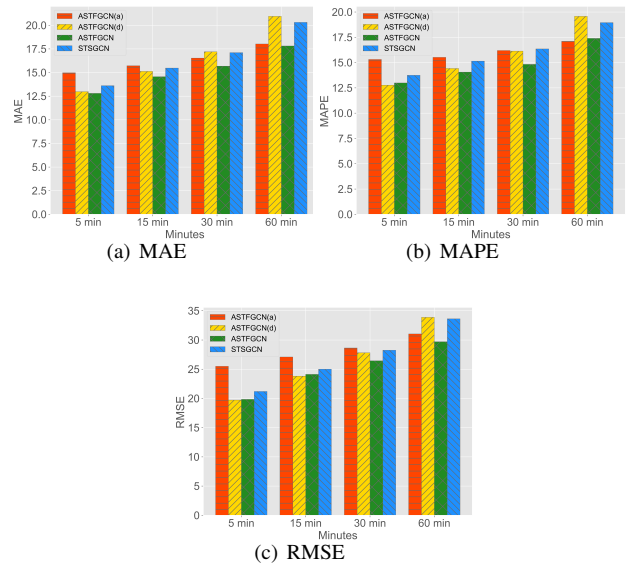 MAE
20.0
17.5
15.0
12.5
10.0
7.5
5.0
2.5
0.0
ASTFGCN(a)
ASTFGCN(d)
ASTFGCN
STSGCN
5 min 15 min 30 min 60 min
Minutes
(a) MAE
MAPE
20.0
17.5
15.0
12.5
10.0
7.5
5.0
2.5
0.0
ASTFGCN(a)
ASTFGCN(d)
ASTFGCN
STSGCN
5 min 15 min 30 min 60 min
Minutes
(b) MAPE
RMSE
35
30
25
20
15
10
5
0
ASTFGCN(a)
ASTFGCN(d)
ASTFGCN
STSGCN
5 min 15 min 30 min 60 min
Minutes
(c) RMSE